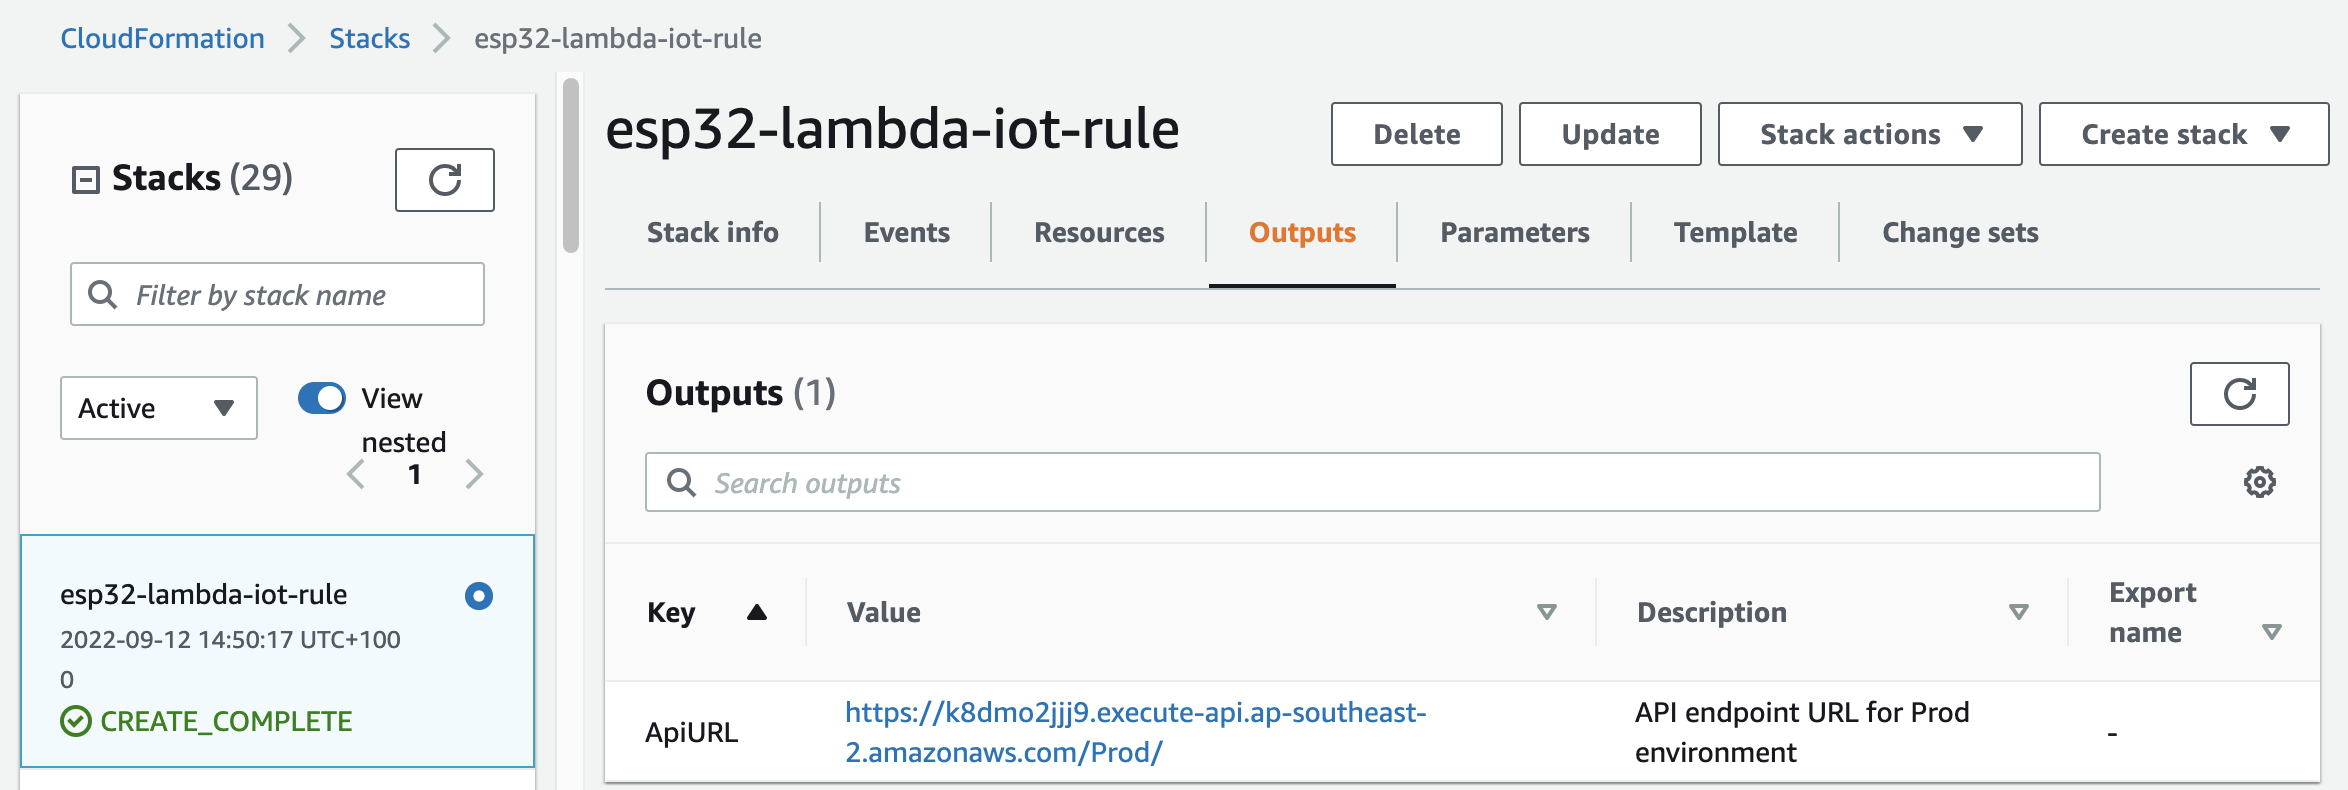 CloudFormation
Stacks
esp32-lambda-iot-rule
Stacks (29)
Filter by stack name
Active
View
nested
1
esp32-lambda-iot-rule
2022-09-12 14:50:17 UTC+100
0
CREATE_COMPLETE
esp32-lambda-iot-rule
Delete
Update
Stack actions
Create stack
Stack info
Events
Resources
Outputs
Parameters
Template
Change sets
Outputs (1)
Search outputs
Key
Value
Description
Export
name
ApiURL
https://k8dmo2jjj9.execute-api.ap-southeast-
2.amazonaws.com/Prod/
API endpoint URL for Prod
environment
-